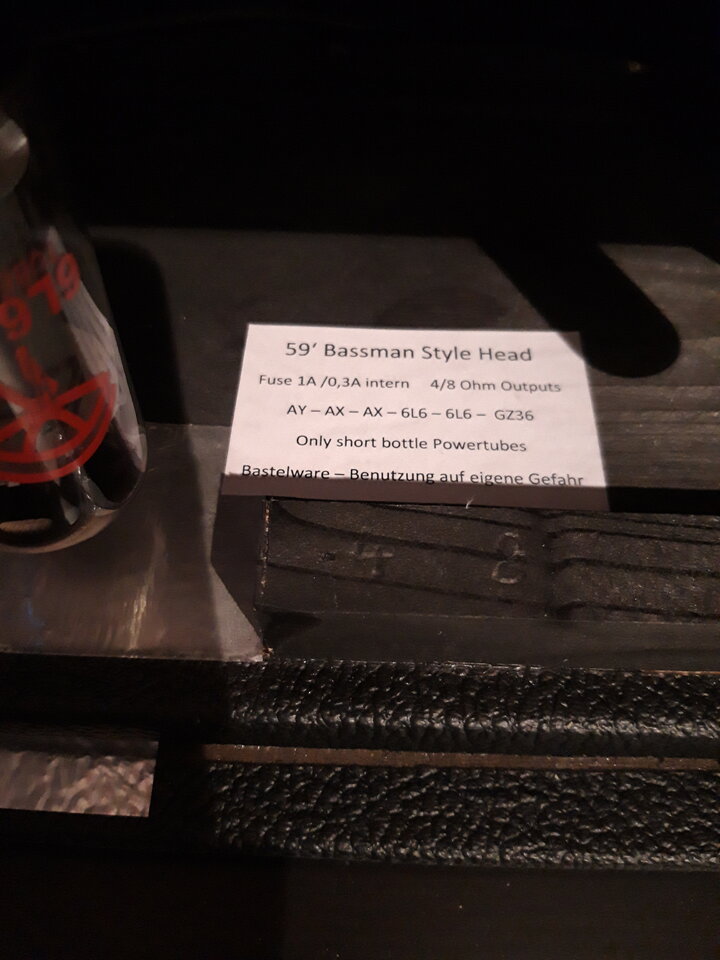 59′ Bassman Style Head
Fuse 1A /0,3A intern 4/8 Ohm Outputs
AY – AX – AX – 6L6 – 6L6 – GZ36
Only short bottle Powertubes
Bastelware – Benutzung auf eigene Gefahr
4 8
6L6